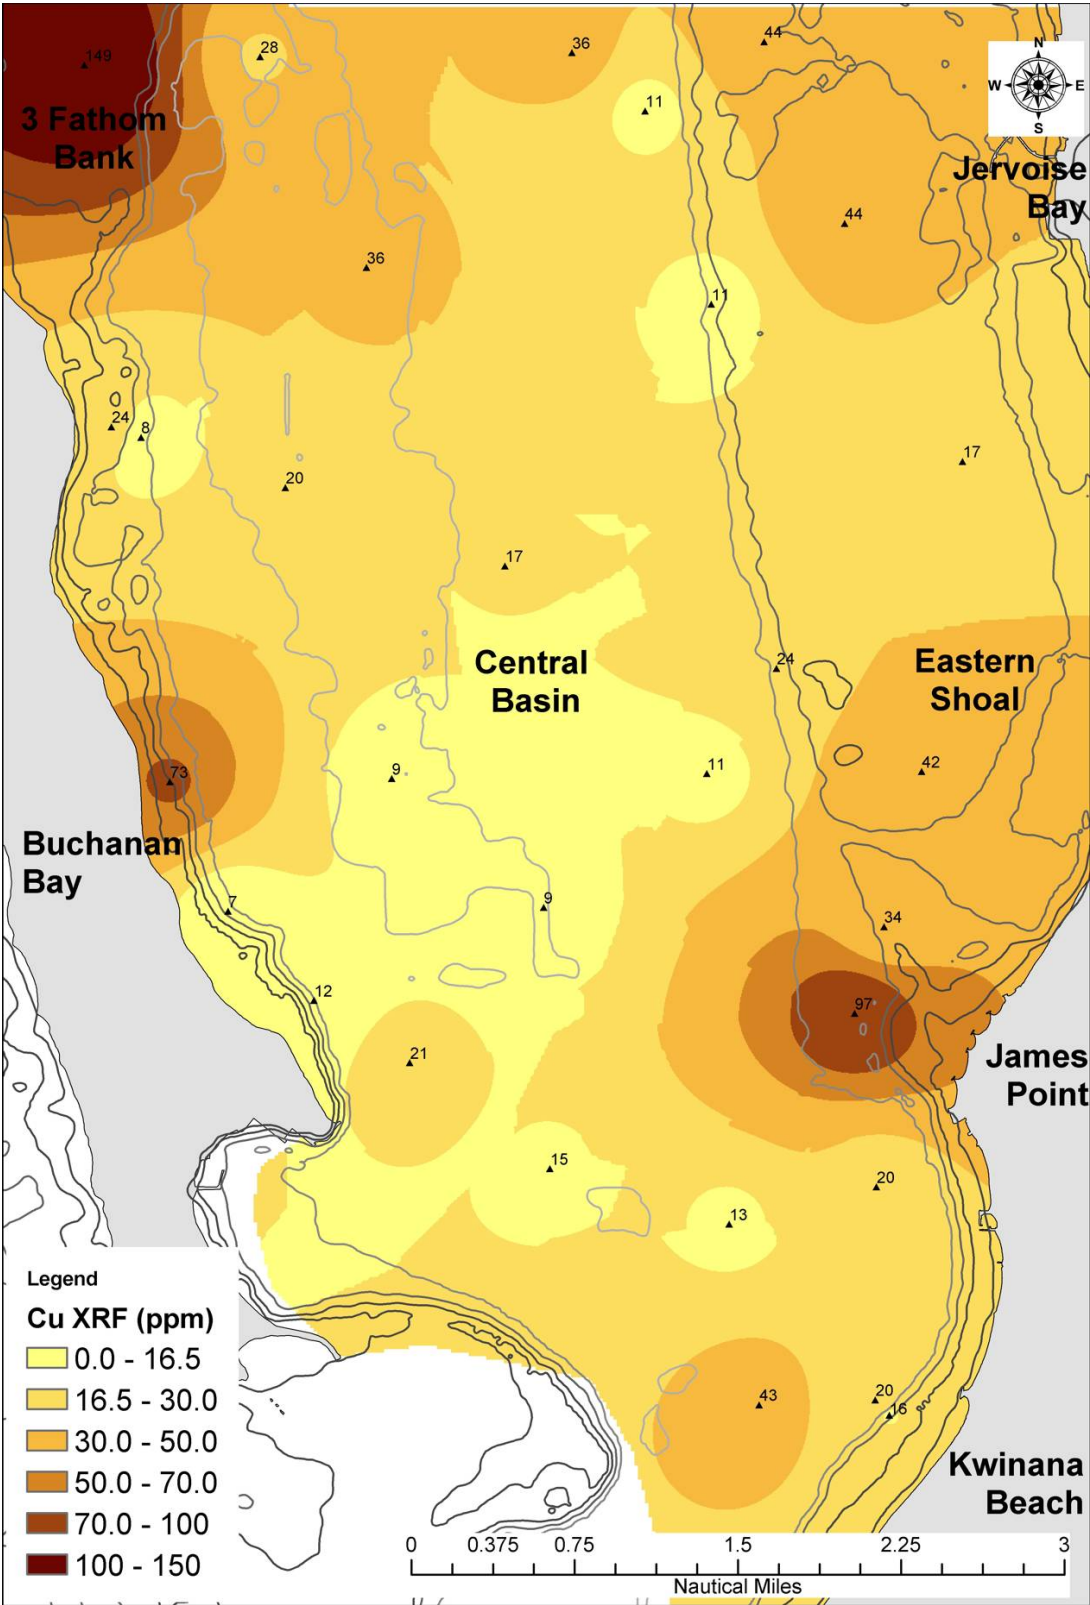 149
28
36
44
N
W
E
S
11
3 Fathom
Bank
Jervoise
Bay
44
36
11
24
8
20
17
17
Central
Basin
24
Eastern
Shoal
73
9
11
42
Buchanan
Bay
7
9
34
12
97
21
James
Point
15
20
13
Legend
Cu XRF (ppm)
0.0 - 16.5
16.5 - 30.0
30.0 - 50.0
50.0 - 70.0
70.0 - 100
100 - 150
43
20
16
Kwinana
Beach
0 0.375 0.75 1.5 2.25 3
Nautical Miles